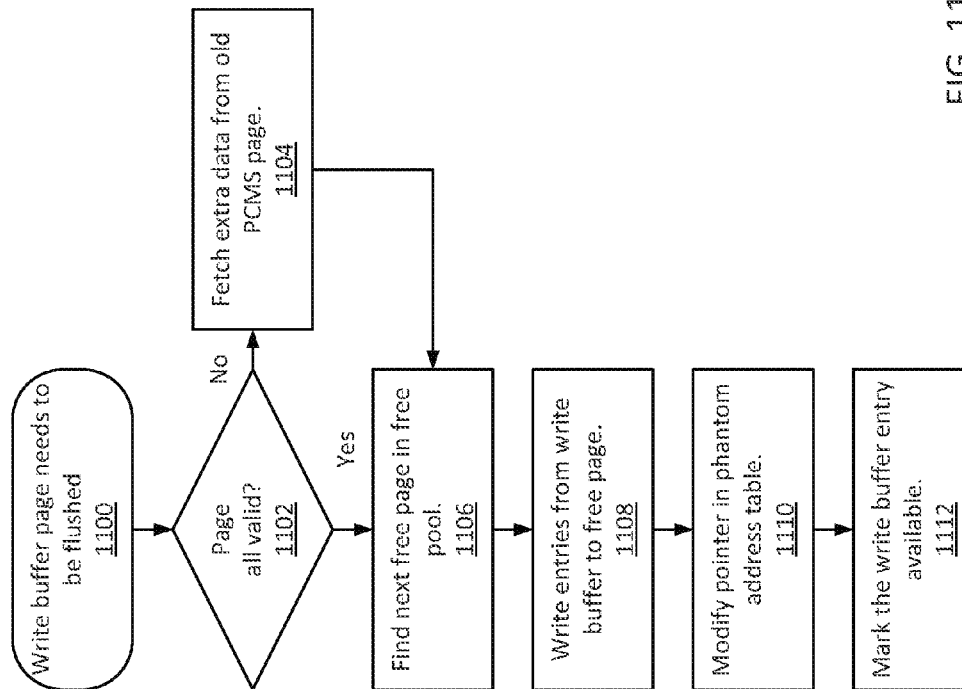 Write buffer page needs to
be flushed
1100
Page
all valid?
1102
No
Yes
Fetch extra data from old
PCMS page.
1104
Find next free page in free
pool.
1106
Write entries from write
buffer to free page.
1108
Modify pointer in phantom
address table.
1110
Mark the write buffer entry
available.
1112
FIG. 11